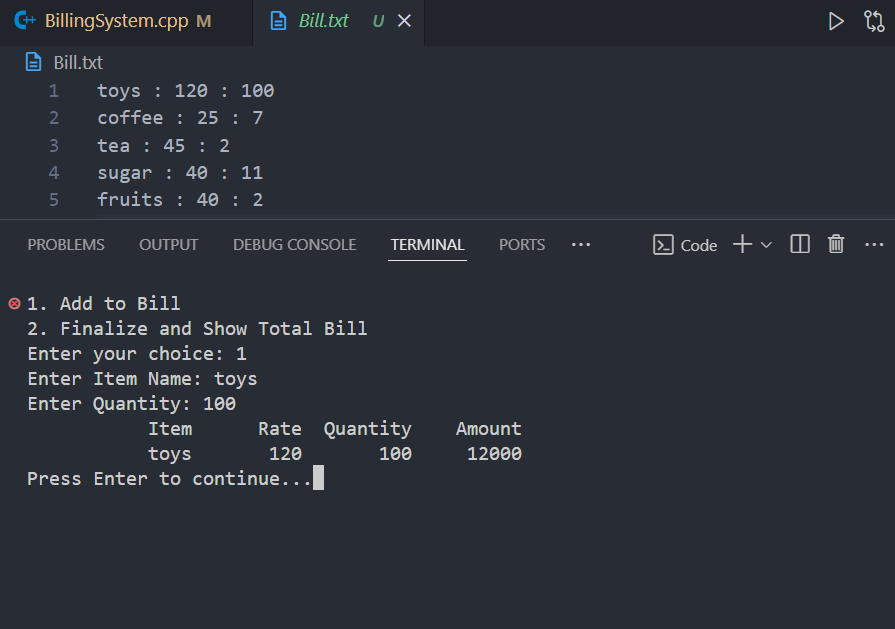 BillingSystem.cpp M Bill.txt U
Bill.txt
1 toys : 120 : 100
2 coffee : 25 : 7
3 tea : 45 : 2
4 sugar : 40 : 11
5 fruits : 40 : 2
PROBLEMS OUTPUT DEBUG CONSOLE TERMINAL PORTS ... Code
1. Add to Bill
2. Finalize and Show Total Bill
Enter your choice: 1
Enter Item Name: toys
Enter Quantity: 100
Item Rate Quantity Amount
toys 120 100 12000
Press Enter to continue...